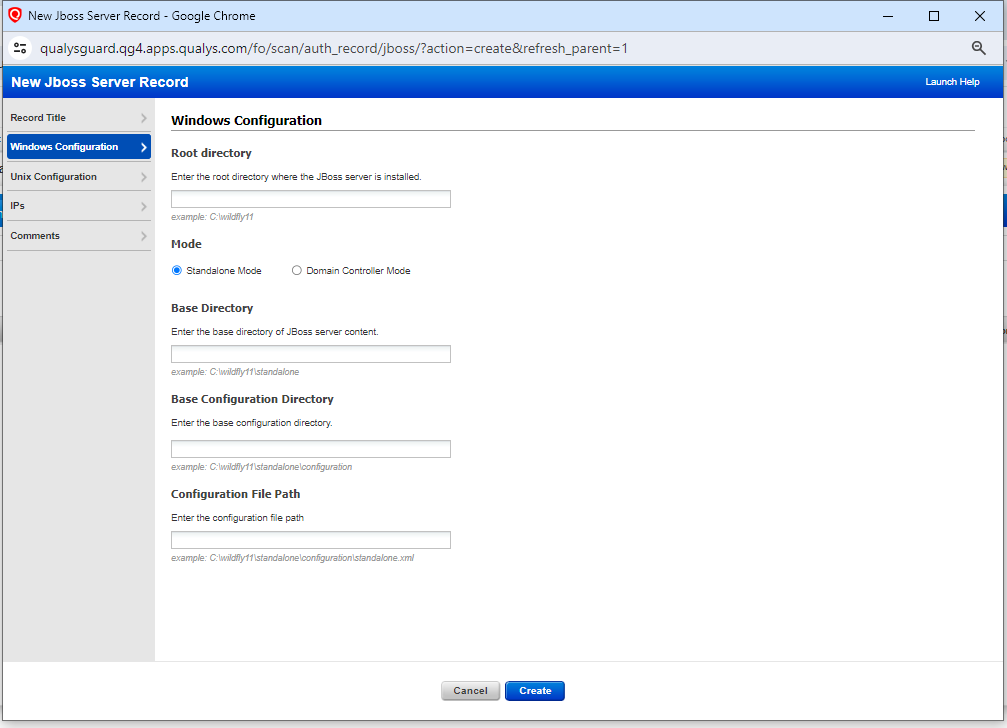 New Jboss Server Record - Google Chrome
qualysguard.qg4.apps.qualys.com/fo/scan/auth_record/jboss/?action=create&refresh_parent=1
New Jboss Server Record
Launch Help
Record Title
Windows Configuration
Unix Configuration
IPs
Comments
Windows Configuration
Root directory
Enter the root directory where the JBoss server is installed.
example: C:\wildfly11
Mode
Standalone Mode
Domain Controller Mode
Base Directory
Enter the base directory of JBoss server content.
example: C:\wildfly11\standalone
Base Configuration Directory
Enter the base configuration directory.
example: C:\wildfly11\standalone\configuration
Configuration File Path
Enter the configuration file path
example: C:\wildfly11\standalone\configuration\standalone.xml
Cancel
Create